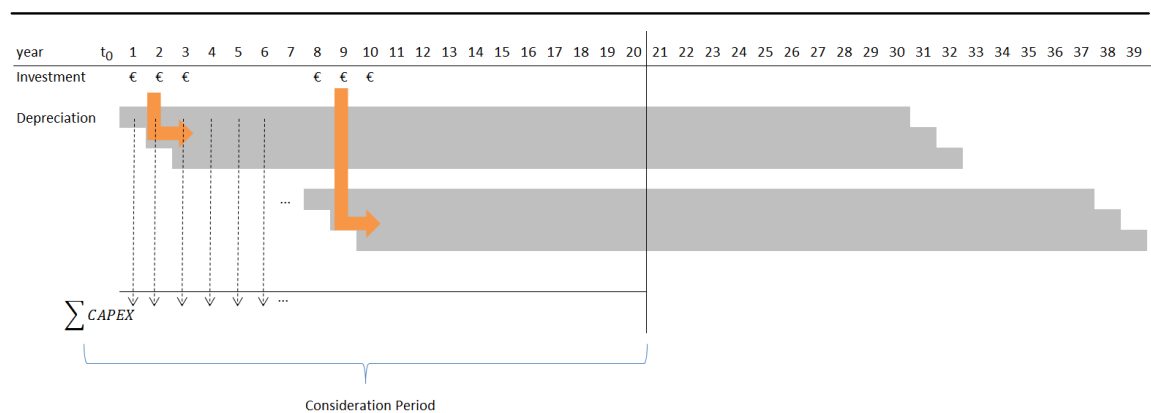 year t0 1 2 3 4 5 6 7 8 9 10 11 12 13 14 15 16 17 18 19 20 21 22 23 24 25 26 27 28 29 30 31 32 33 34 35 36 37 38 39
Investment € € € € € €
Depreciation
...
...
∑ CAPEX
Consideration Period